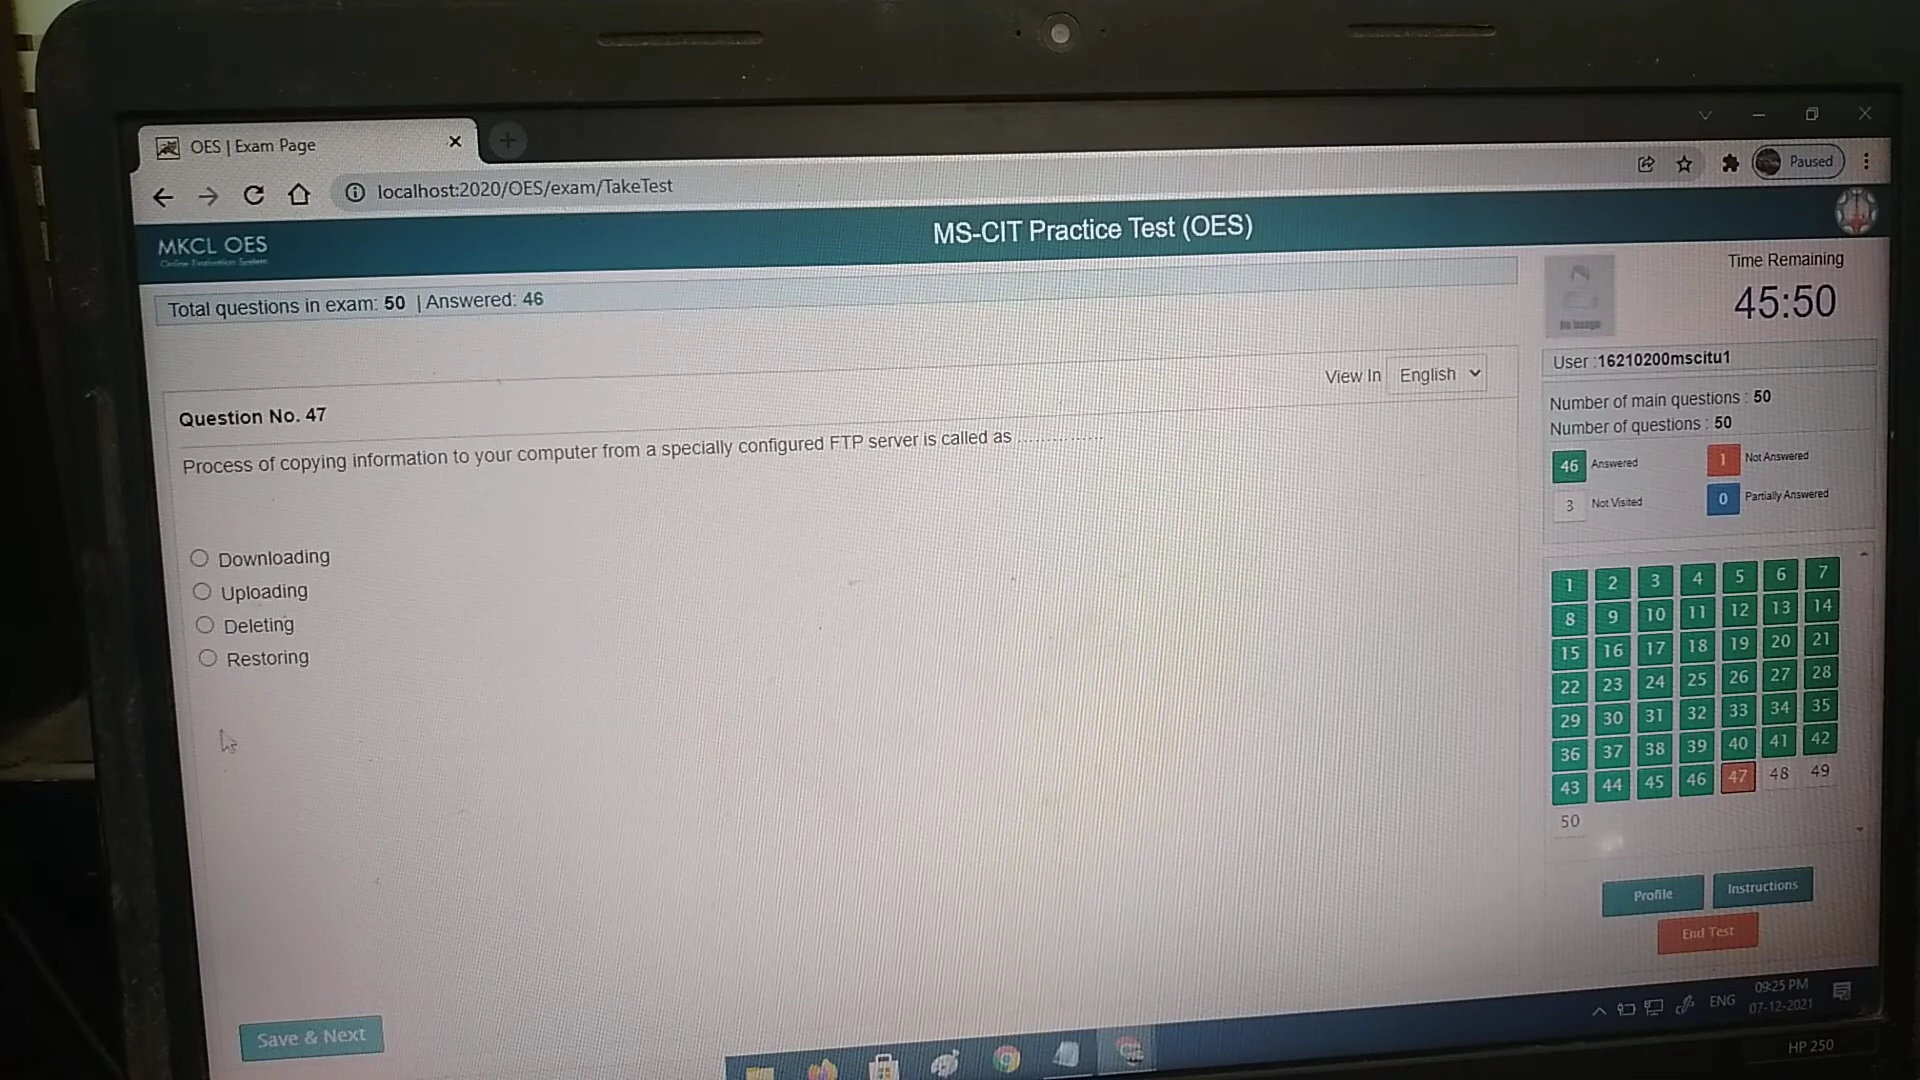 OES | Exam Page
localhost:2020/OES/exam/TakeTest
Paused
MKCL OES
Online Evaluation System
MS-CIT Practice Test (OES)
Total questions in exam: 50 | Answered: 46
Time Remaining
45:50
No Image
User :16210200mscitu1
View In English
Number of main questions : 50
Number of questions : 50
46 Answered 1 Not Answered
3 Not Visited 0 Partially Answered
Question No. 47
Process of copying information to your computer from a specially configured FTP server is called as ...............
Downloading
Uploading
Deleting
Restoring
1 2 3 4 5 6 7
8 9 10 11 12 13 14
15 16 17 18 19 20 21
22 23 24 25 26 27 28
29 30 31 32 33 34 35
36 37 38 39 40 41 42
43 44 45 46 47 48 49
50
Profile Instructions
End Test
Save & Next
ENG
09:25 PM
07-12-2021
HP 250